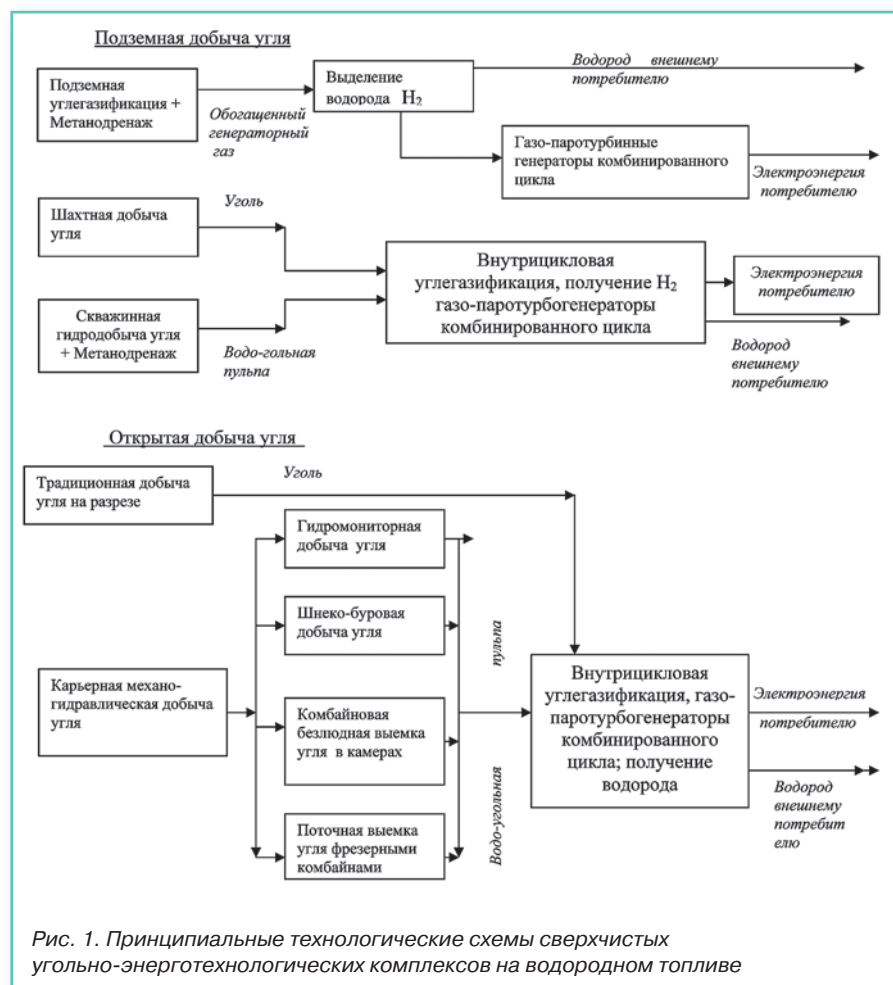 Подземная добыча угля
Подземная
углегазификация +
Метанодренаж
Обогащенный
генераторный
газ
Выделение
водорода H₂
Водород внешнему
потребителю
Газо-паротурбинные
генераторы комбинированного
цикла
Электроэнергия
потребителю
Шахтная добыча
угля
Уголь
Скважинная
гидродобыча угля
+ Метанодренаж
Водо-гольная
пульпа
Внутрицикловая
углегазификация, получение H₂
газо-паротурбогенераторы
комбинированного цикла
Электроэнергия
потребителю
Водород
внешнему
потребителю
Открытая добыча угля
Традиционная добыча
угля на разрезе
Уголь
Карьерная механо-
гидравлическая добыча
угля
Гидромониторная
добыча угля
Шнеко-буровая
добыча угля
Комбайновая
безлюдная выемка
угля в камерах
Поточная выемка
угля фрезерными
комбайнами
Водо-угольная
пульпа
Внутрицикловая
углегазификация, газо-
паротурбогенераторы
комбинированного
цикла; получение
водорода
Электроэнергия
потребителю
Водород
внешнему
потребит
елю
Рис. 1. Принципиальные технологические схемы сверхчистых
угольно-энерготехнологических комплексов на водородном топливе